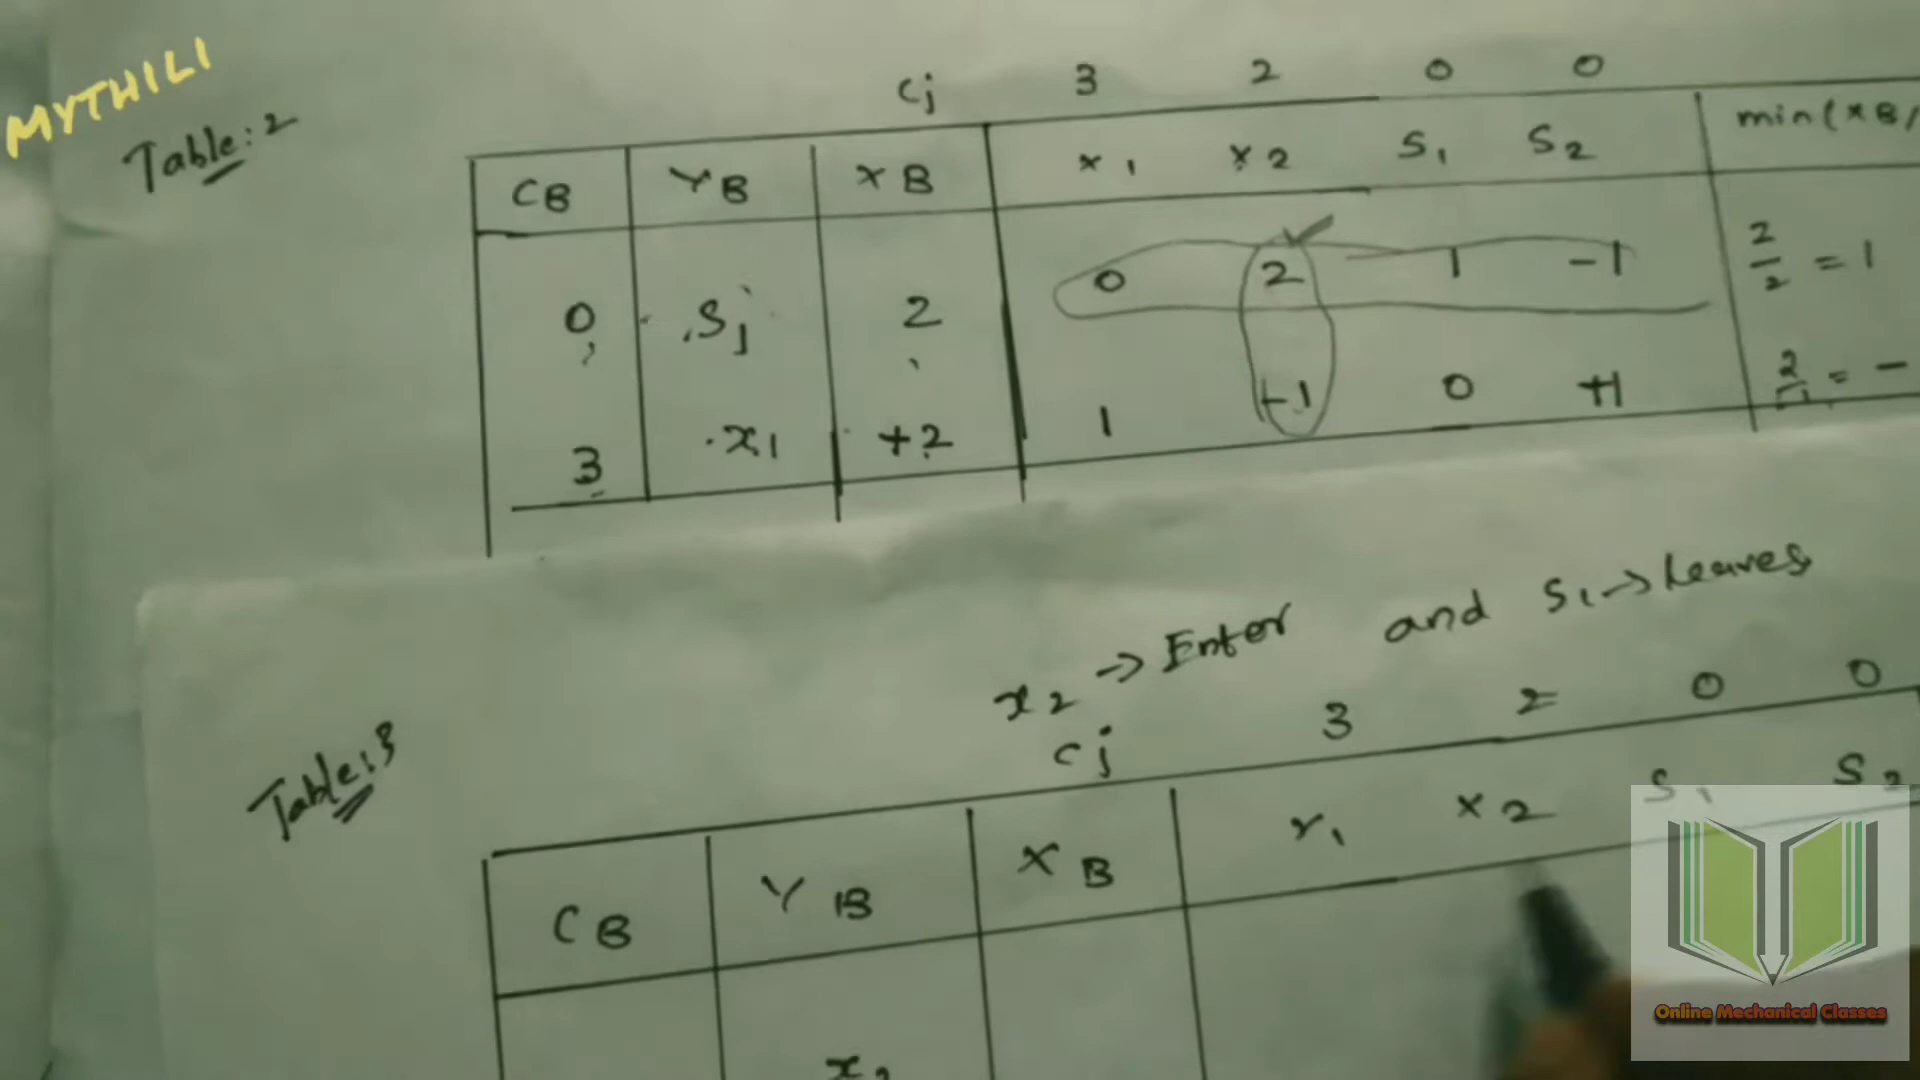 MYTHILI
Table:2
Cj 3 2 0 0
CB YB XB x1 x2 S1 S2 min(XB/
0 S1 2 0 2 1 -1 2/2 = 1
3 x1 +2 1 -1 0 +1 = -
x2 → Enter and S1 → Leaves
Table:3
Cj 3 2 0 0
CB YB XB x1 x2 S1 S2
x2
Online Mechanical Classes